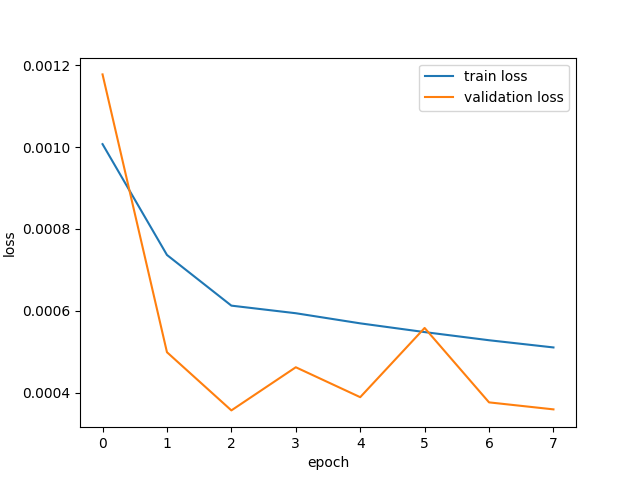 0.0012
0.0010
0.0008
0.0006
0.0004
loss
train loss
validation loss
0 1 2 3 4 5 6 7
epoch